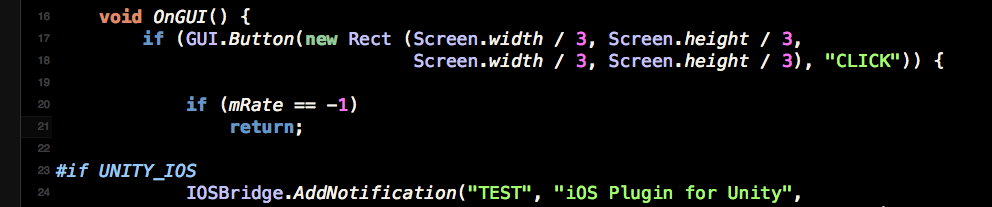 16 void OnGUI() {
17 if (GUI.Button(new Rect (Screen.width / 3, Screen.height / 3,
18 Screen.width / 3, Screen.height / 3), "CLICK")) {
19
20 if (mRate == -1)
21 return;
22
23 #if UNITY_IOS
24 IOSBridge.AddNotification("TEST", "iOS Plugin for Unity",